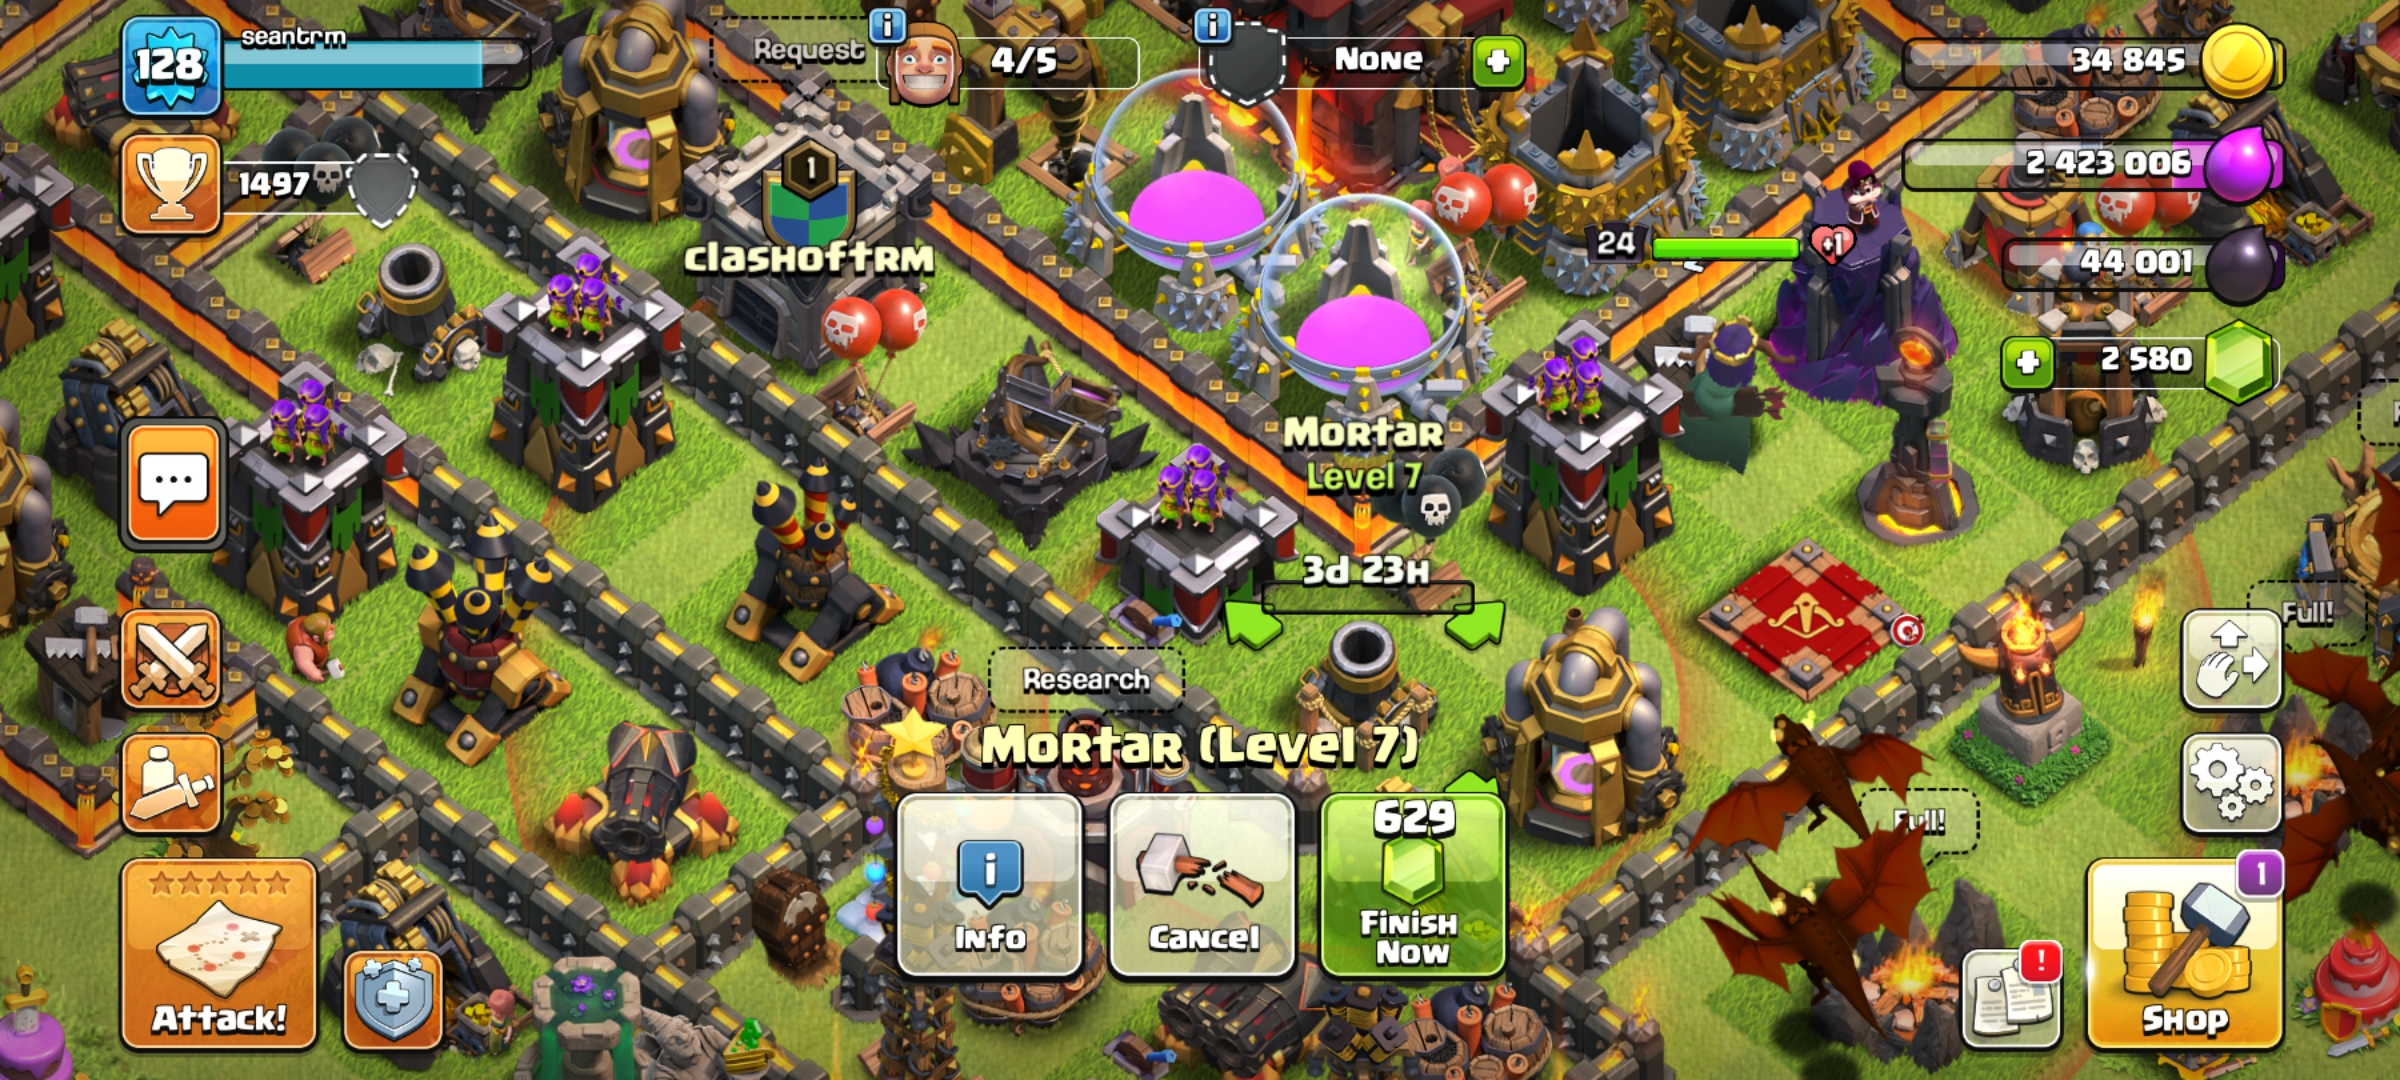 128
seantrm
Request
4/5
None
34 845
1497
2 423 006
1
clashoftrm
24
+1
44 001
2 580
Mortar
Level 7
3d 23h
Full!
Research
Mortar (Level 7)
629
Full!
Info
Cancel
Finish
Now
1
Attack!
Shop